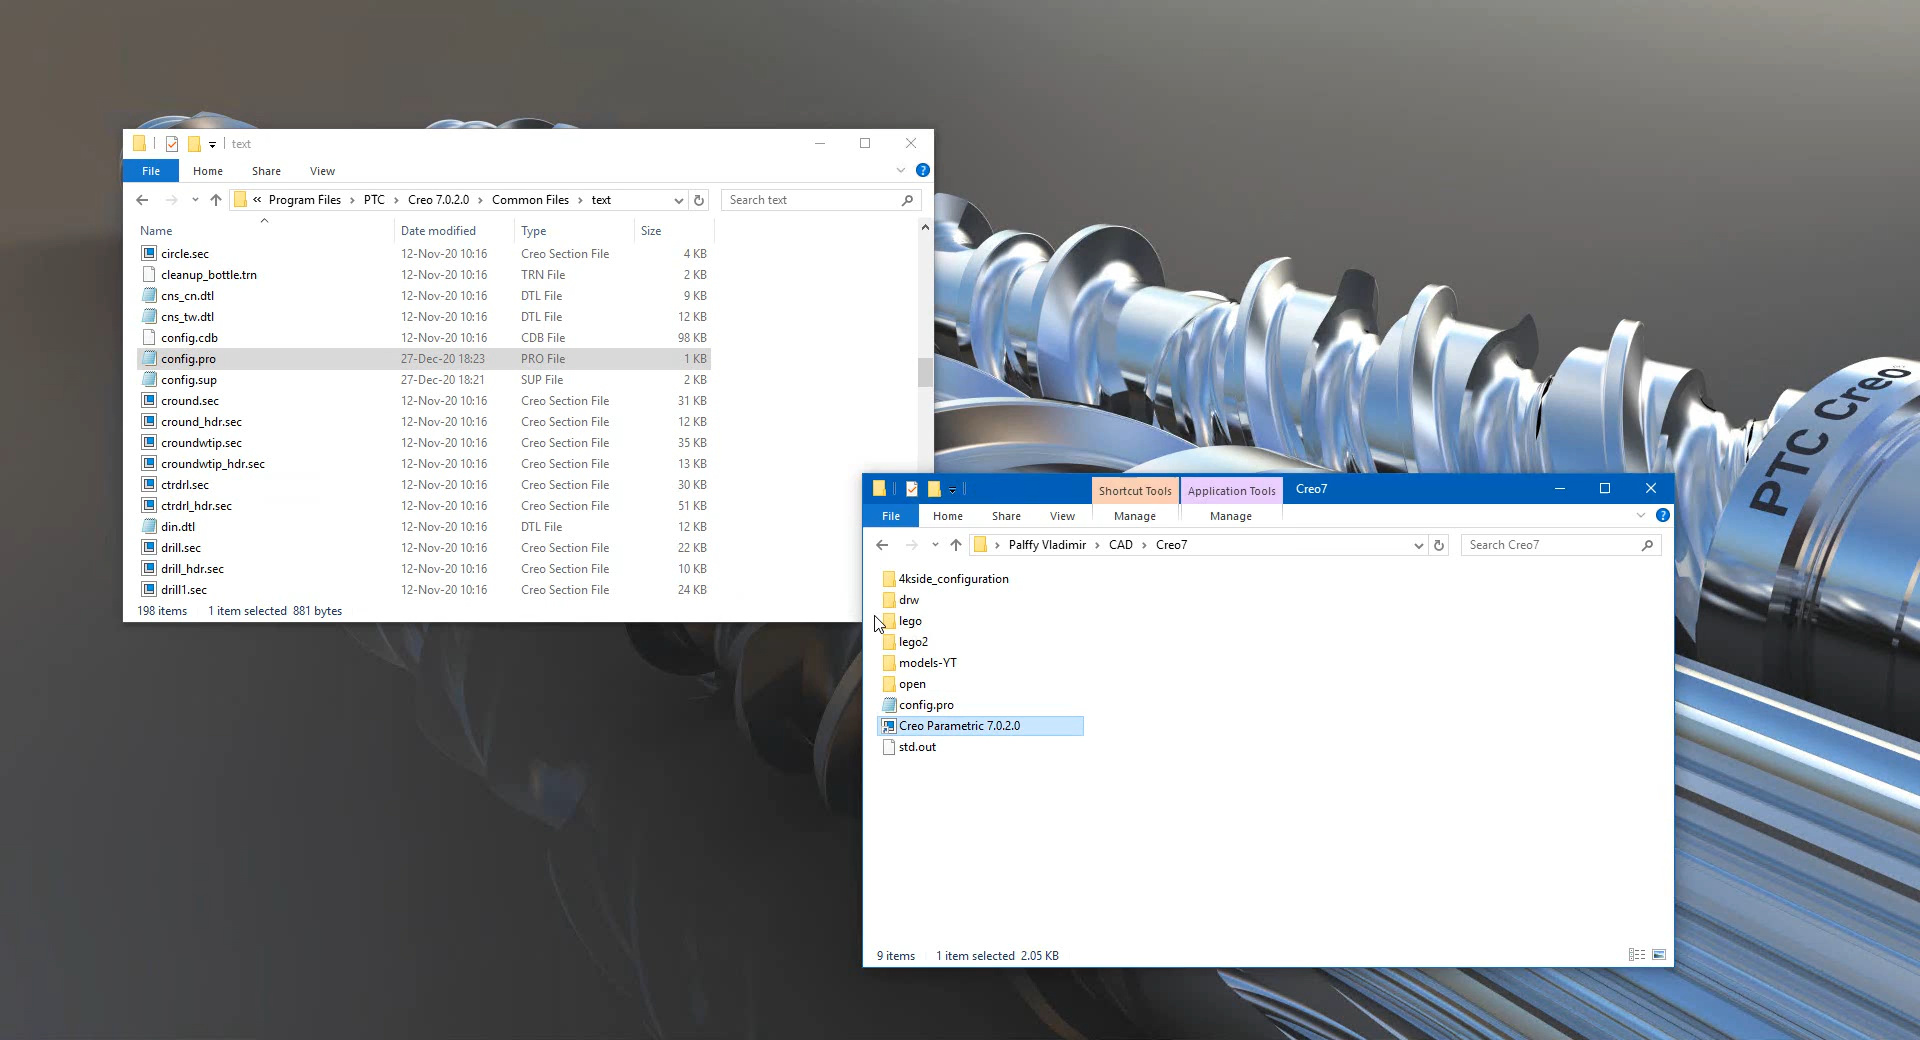 text
File Home Share View
« Program Files › PTC › Creo 7.0.2.0 › Common Files › text
Search text
Name Date modified Type Size
circle.sec 12-Nov-20 10:16 Creo Section File 4 KB
cleanup_bottle.trn 12-Nov-20 10:16 TRN File 2 KB
cns_cn.dtl 12-Nov-20 10:16 DTL File 9 KB
cns_tw.dtl 12-Nov-20 10:16 DTL File 12 KB
config.cdb 12-Nov-20 10:16 CDB File 98 KB
config.pro 27-Dec-20 18:23 PRO File 1 KB
config.sup 27-Dec-20 18:21 SUP File 2 KB
cround.sec 12-Nov-20 10:16 Creo Section File 31 KB
cround_hdr.sec 12-Nov-20 10:16 Creo Section File 12 KB
croundwtip.sec 12-Nov-20 10:16 Creo Section File 35 KB
croundwtip_hdr.sec 12-Nov-20 10:16 Creo Section File 13 KB
ctrdrl.sec 12-Nov-20 10:16 Creo Section File 30 KB
ctrdrl_hdr.sec 12-Nov-20 10:16 Creo Section File 51 KB
din.dtl 12-Nov-20 10:16 DTL File 12 KB
drill.sec 12-Nov-20 10:16 Creo Section File 22 KB
drill_hdr.sec 12-Nov-20 10:16 Creo Section File 10 KB
drill1.sec 12-Nov-20 10:16 Creo Section File 24 KB
198 items 1 item selected 881 bytes
PTC Creo
Shortcut Tools Application Tools Creo7
File Home Share View Manage Manage
› Palffy Vladimir › CAD › Creo7
Search Creo7
4kside_configuration
drw
lego
lego2
models-YT
open
config.pro
Creo Parametric 7.0.2.0
std.out
9 items 1 item selected 2.05 KB